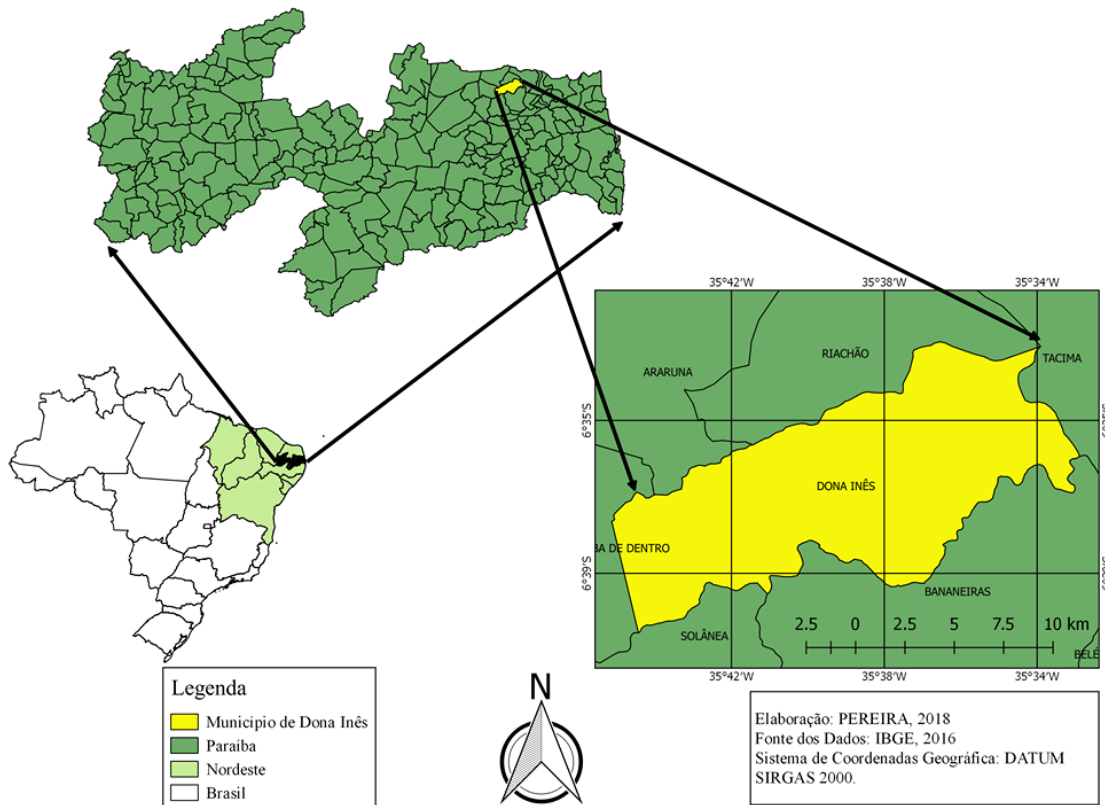 35°42'W 35°38'W 35°34'W
RIACHÃO
TACIMA
ARARUNA
6°35'S
DONA INÊS
BA DE DENTRO
6°39'S
BANANEIRAS
SOLÂNEA
2.5 0 2.5 5 7.5 10 km
BELÉ
35°42'W 35°38'W 35°34'W
Legenda
Município de Dona Inês
Paraíba
Nordeste
Brasil
N
Elaboração: PEREIRA, 2018
Fonte dos Dados: IBGE, 2016
Sistema de Coordenadas Geográfica: DATUM
SIRGAS 2000.